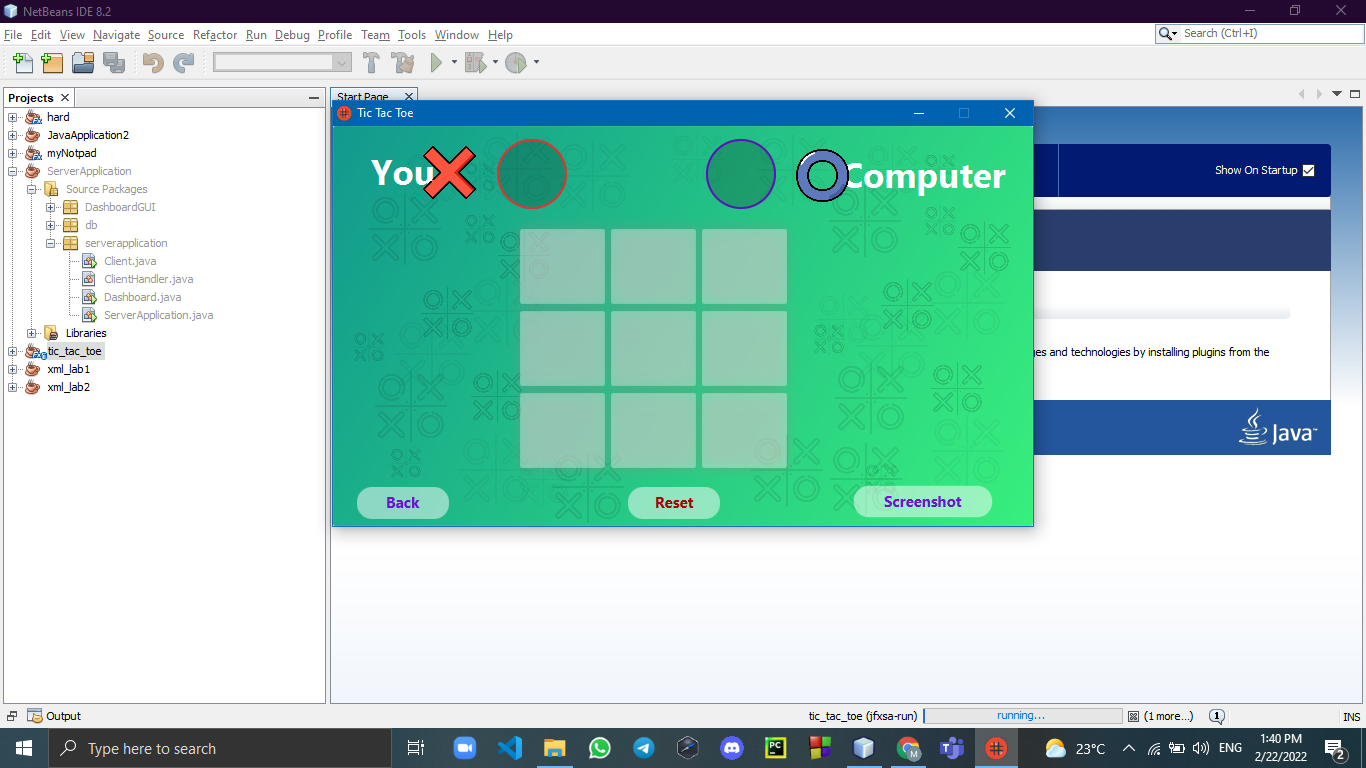 NetBeans IDE 8.2
File Edit View Navigate Source Refactor Run Debug Profile Team Tools Window Help
Search (Ctrl+I)
Projects
Start Page
hard
JavaApplication2
myNotpad
ServerApplication
Source Packages
DashboardGUI
db
serverapplication
Client.java
ClientHandler.java
Dashboard.java
ServerApplication.java
Libraries
tic_tac_toe
xml_lab1
xml_lab2
Tic Tac Toe
You
Computer
Back
Reset
Screenshot
Show On Startup
and technologies by installing plugins from the
Java™
Output
tic_tac_toe (jfxsa-run)
running...
(1 more...)
1
INS
Type here to search
PC
M
23°C
ENG
1:40 PM
2/22/2022
2